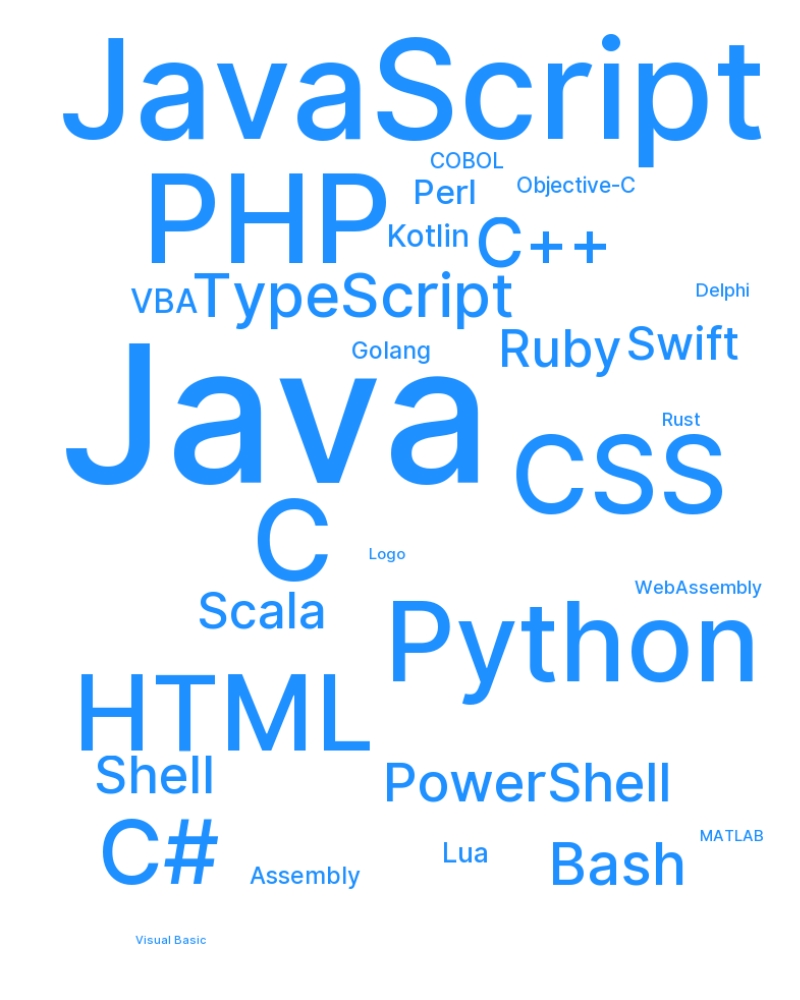 JavaScript
COBOL
PHP Perl Objective-C
Kotlin C++
VBA TypeScript Delphi
Golang Ruby Swift
Java
Rust
CSS
C
Logo
Scala
WebAssembly
Python
HTML
Shell PowerShell
C# Assembly Lua Bash MATLAB
Visual Basic